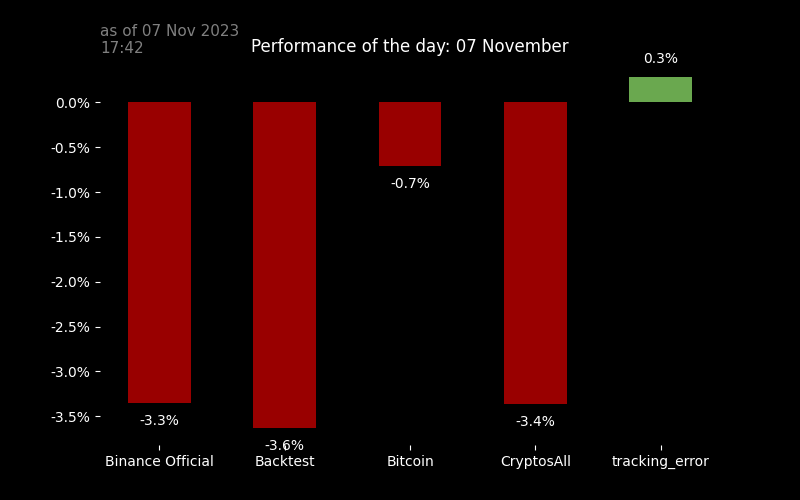 as of 07 Nov 2023
17:42
Performance of the day: 07 November
0.3%
0.0%
-0.5%
-1.0%
-1.5%
-2.0%
-2.5%
-3.0%
-3.5%
-0.7%
-3.3%
-3.6%
-3.4%
Binance Official
Backtest
Bitcoin
CryptosAll
tracking_error